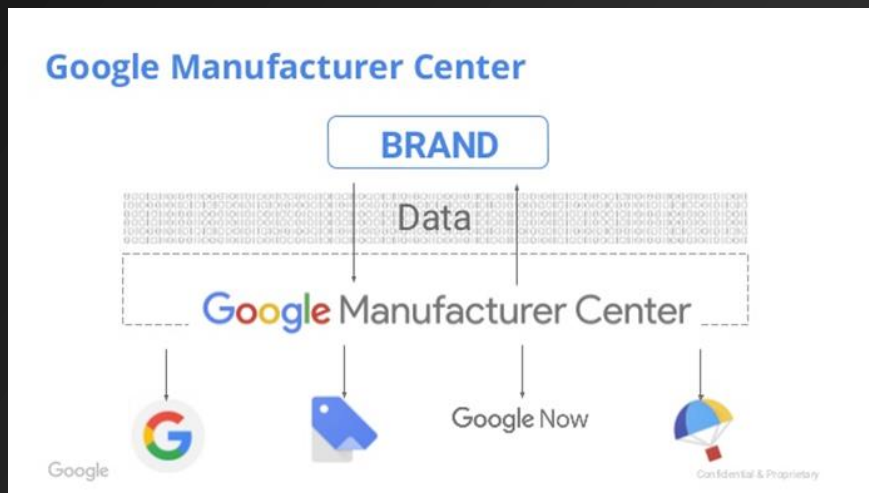 Google Manufacturer Center
BRAND
Data
Google Manufacturer Center
G
Google Now
Google
Confidential & Proprietary